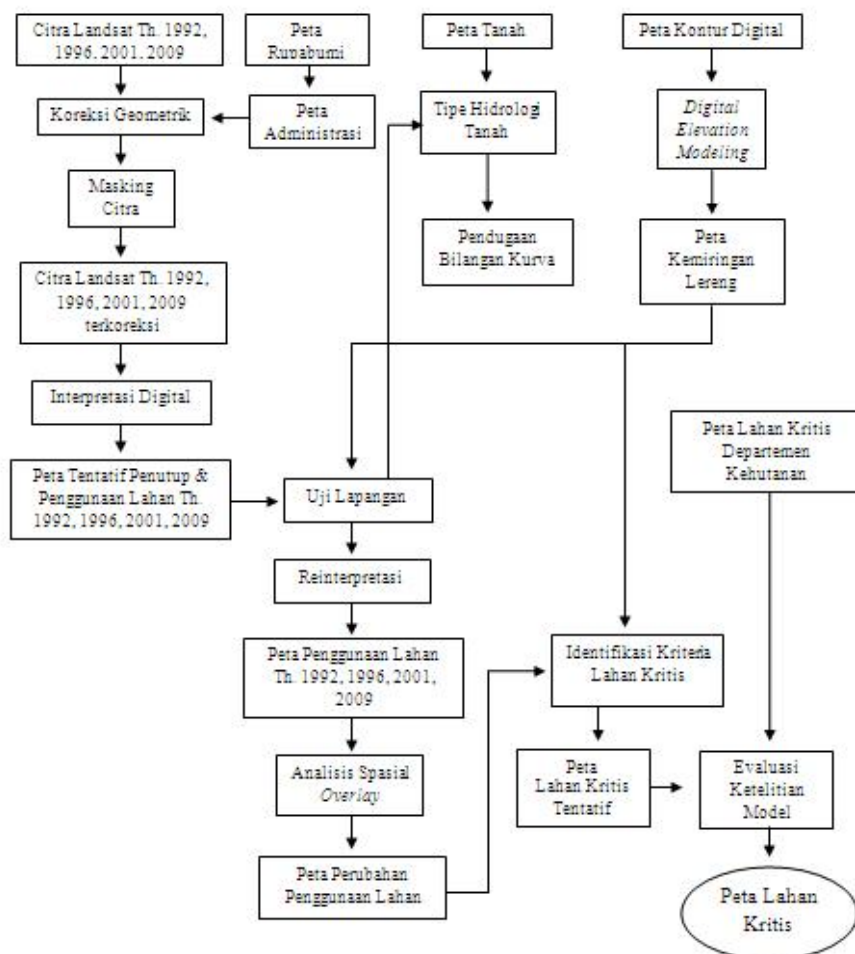 Citra Landsat Th. 1992,
1996, 2001, 2009
Peta
Rupabumi
Peta Tanah
Peta Kontur Digital
Koreksi Geometrik
Peta
Administrasi
Tipe Hidrologi
Tanah
Digital
Elevation
Modeling
Masking
Citra
Pendugaan
Bilangan Kurva
Peta
Kemiringan
Lereng
Citra Landsat Th. 1992,
1996, 2001, 2009
terkoreksi
Interpretasi Digital
Peta Lahan Kritis
Departemen
Kehutanan
Peta Tentatif Penutup &
Penggunaan Lahan Th.
1992, 1996, 2001, 2009
Uji Lapangan
Reinterpretasi
Peta Penggunaan Lahan
Th. 1992, 1996, 2001,
2009
Identifikasi Kriteria
Lahan Kritis
Analisis Spasial
Overlay
Peta
Lahan Kritis
Tentatif
Evaluasi
Ketelitian
Model
Peta Perubahan
Penggunaan Lahan
Peta Lahan
Kritis